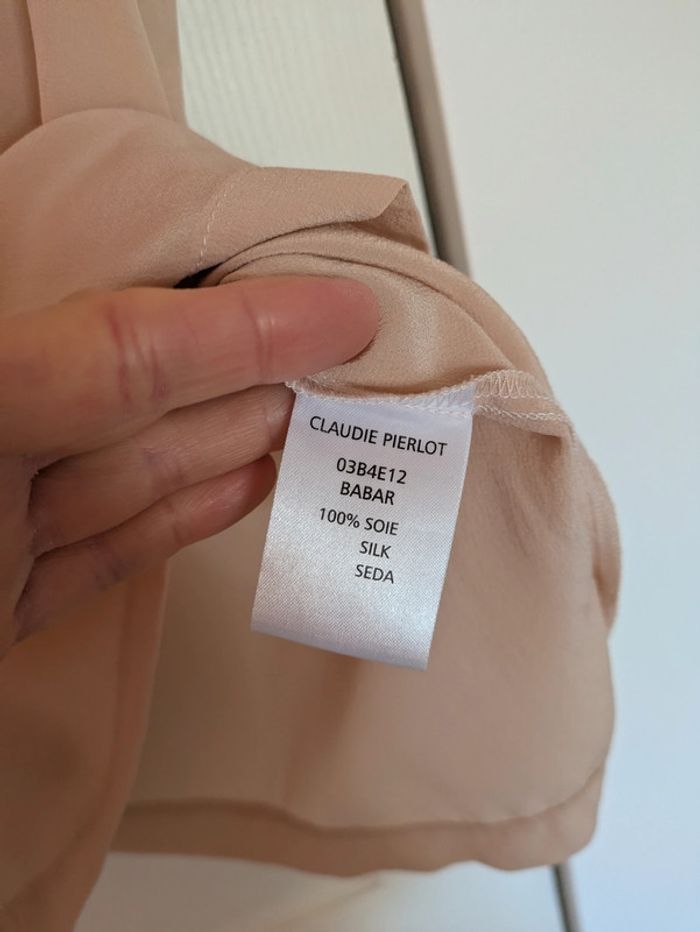 CLAUDIE PIERLOT
03B4E12
BABAR
100% SOIE
SILK
SEDA